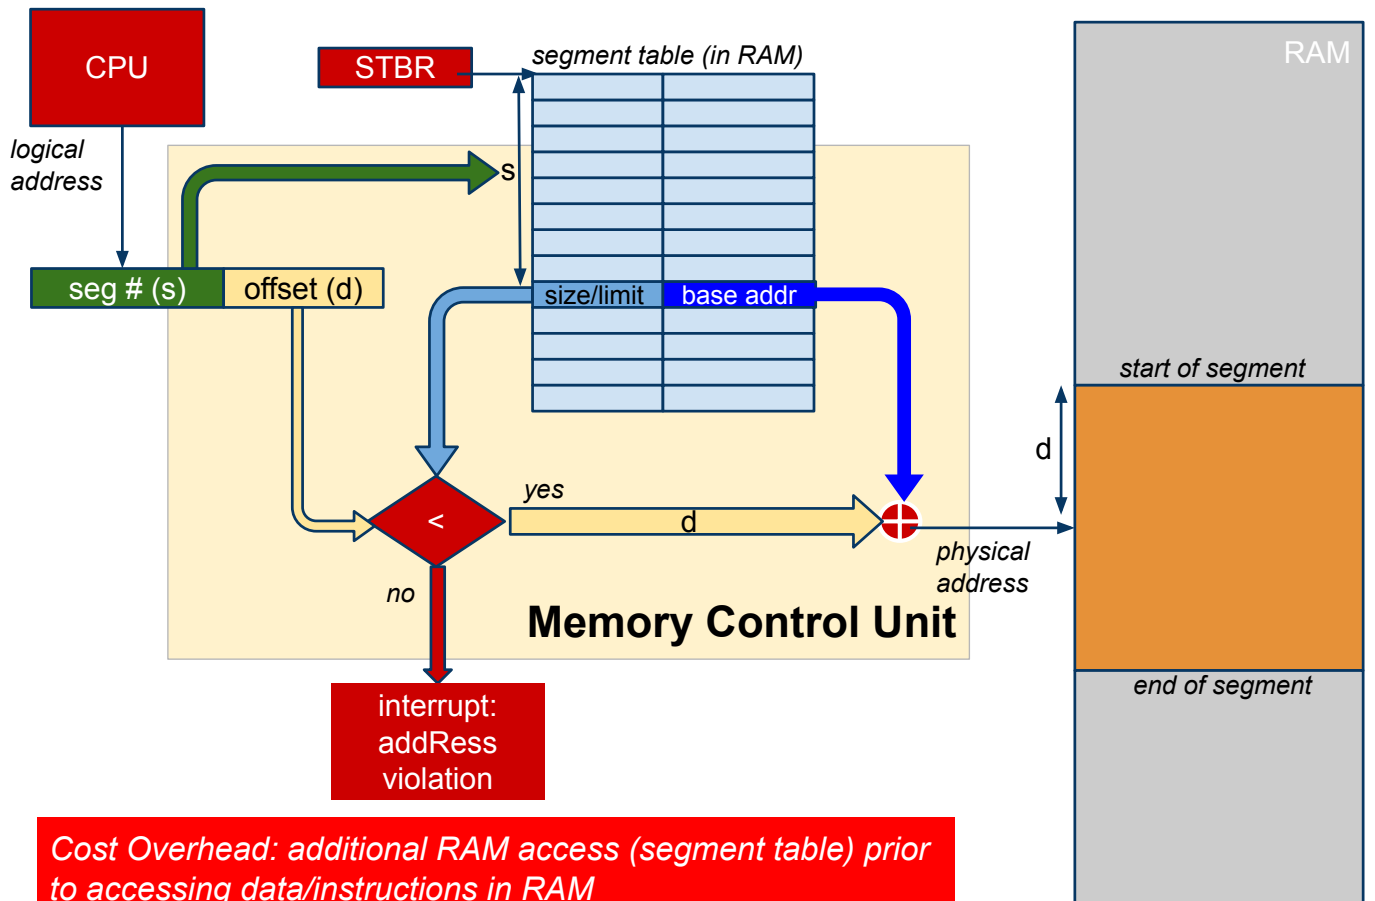 CPU
STBR
segment table (in RAM)
RAM
logical
address
s
seg # (s)
offset (d)
size/limit
base addr
start of segment
d
yes
<
d
physical
address
no
Memory Control Unit
end of segment
interrupt:
addRess
violation
Cost Overhead: additional RAM access (segment table) prior
to accessing data/instructions in RAM